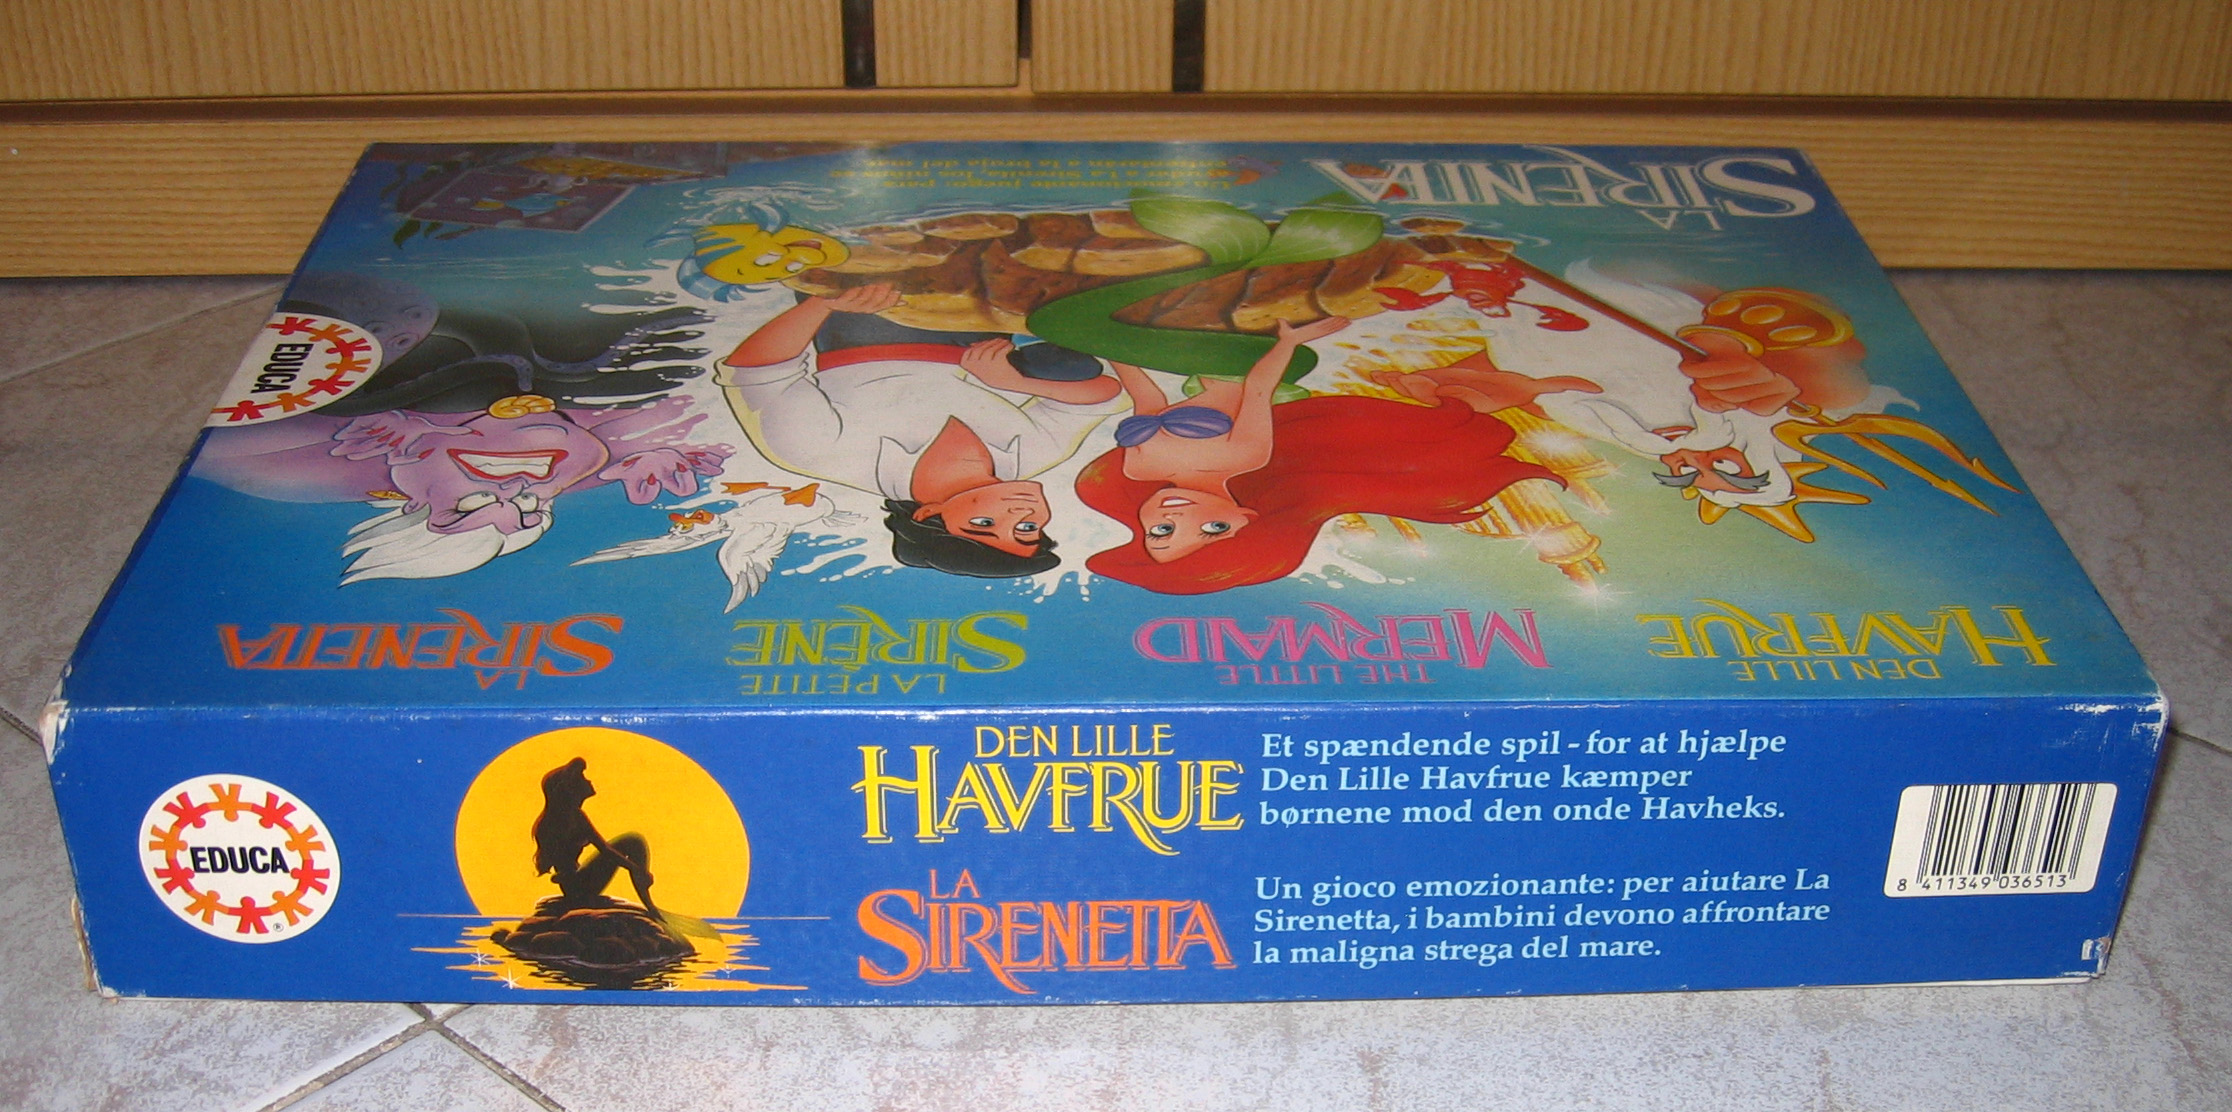 LA
SIRENITA
Un emocionante juego: para
ayudar a La Sirenita, los niños se
enfrentarán a la bruja del mar.
EDUCA
DEN LILLE
HAVFRUE
THE LITTLE
MERMAID
LA PETITE
SIRÈNE
LA
SIRENETTA
EDUCA
®
DEN LILLE
HAVFRUE
Et spændende spil - for at hjælpe
Den Lille Havfrue kæmper
børnene mod den onde Havheks.
LA
SIRENETTA
Un gioco emozionante: per aiutare La
Sirenetta, i bambini devono affrontare
la maligna strega del mare.
8 411349 036513